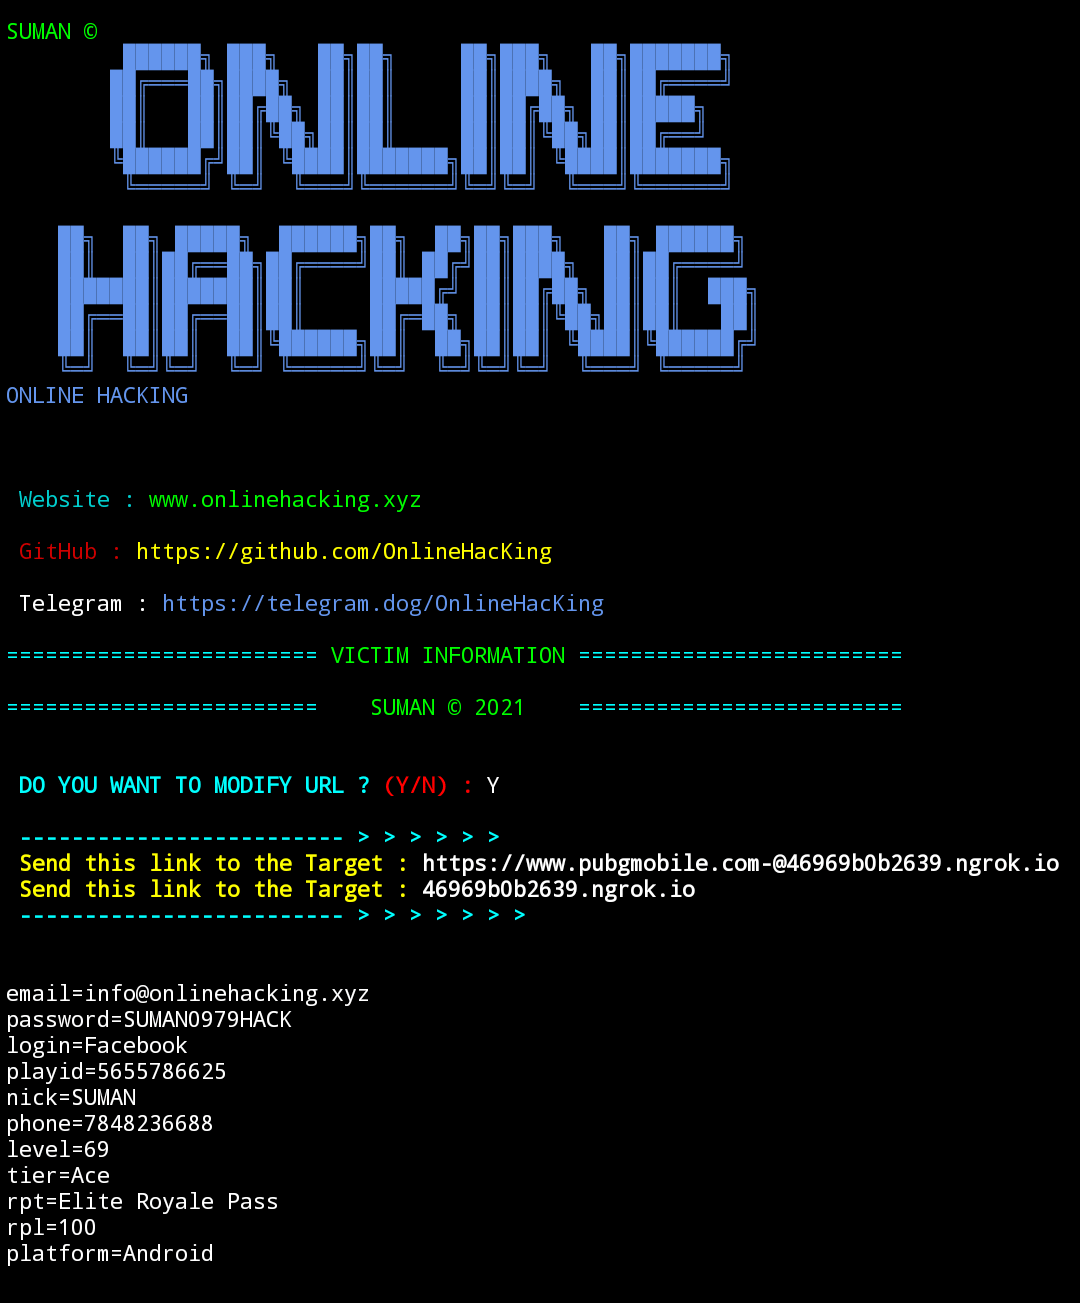 SUMAN ©
ONLINE
HACKING
ONLINE HACKING
Website : www.onlinehacking.xyz
GitHub : https://github.com/OnlineHacKing
Telegram : https://telegram.dog/OnlineHacKing
======================== VICTIM INFORMATION =========================
========================    SUMAN © 2021    =========================
DO YOU WANT TO MODIFY URL ? (Y/N) : Y
------------------------- > > > > > >
Send this link to the Target : https://www.pubgmobile.com-@46969b0b2639.ngrok.io
Send this link to the Target : 46969b0b2639.ngrok.io
------------------------- > > > > > > >
email=info@onlinehacking.xyz
password=SUMAN0979HACK
login=Facebook
playid=5655786625
nick=SUMAN
phone=7848236688
level=69
tier=Ace
rpt=Elite Royale Pass
rpl=100
platform=Android